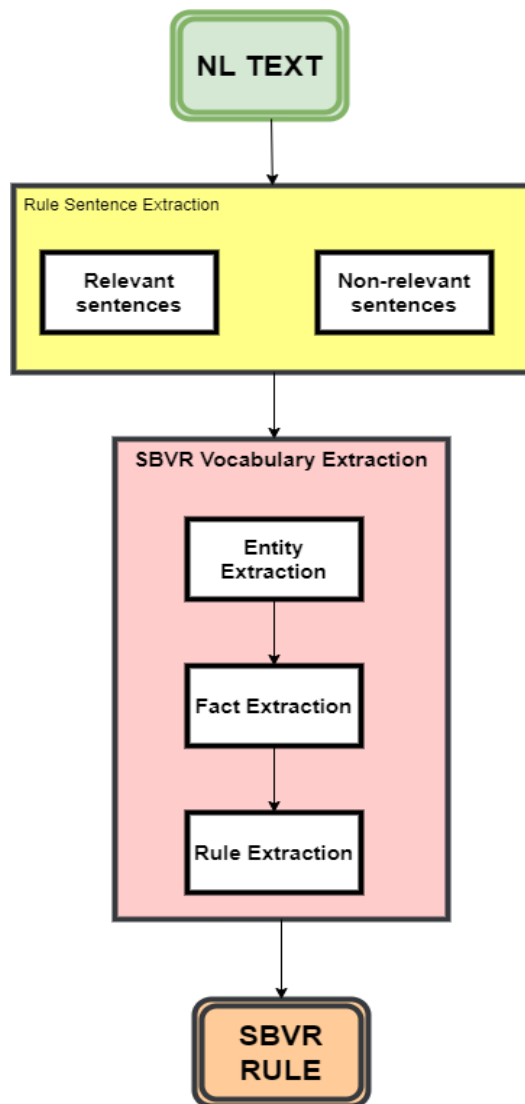 NL TEXT
Rule Sentence Extraction
Relevant
sentences
Non-relevant
sentences
SBVR Vocabulary Extraction
Entity
Extraction
Fact Extraction
Rule Extraction
SBVR
RULE